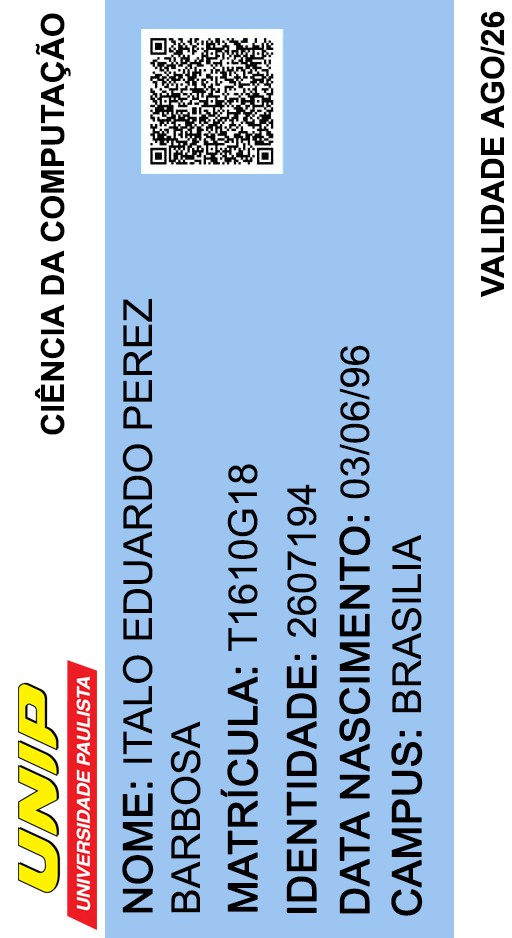 UNIP
UNIVERSIDADE PAULISTA
CIÊNCIA DA COMPUTAÇÃO
NOME: ITALO EDUARDO PEREZ
BARBOSA
MATRÍCULA: T1610G18
IDENTIDADE: 2607194
DATA NASCIMENTO: 03/06/96
CAMPUS: BRASILIA
VALIDADE AGO/26